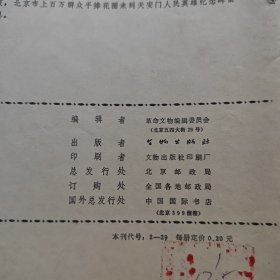 北京市上百万群众手捧花圈来到天安门人民英雄纪念碑前
编辑者 革命文物编辑委员会
(北京五四大街29号)
出版者 文物出版社
印刷者 文物出版社印刷厂
总发行处 北京邮政局
订购处 全国各地邮政局
国外总发行处 中国国际书店
(北京399信箱)
本刊代号:2—39 每册定价0.20元